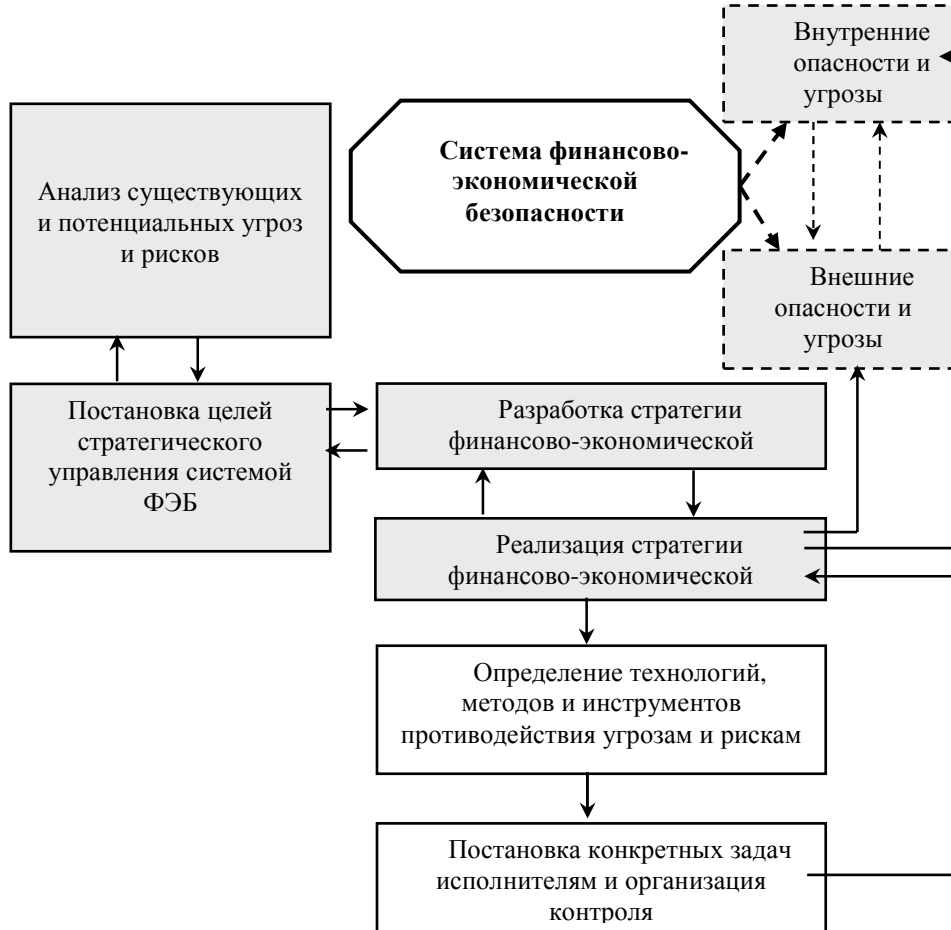 Внутренние
опасности и
угрозы
Система финансово-
экономической
безопасности
Анализ существующих
и потенциальных угроз
и рисков
Внешние
опасности и
угрозы
Постановка целей
стратегического
управления системой
ФЭБ
Разработка стратегии
финансово-экономической
Реализация стратегии
финансово-экономической
Определение технологий,
методов и инструментов
противодействия угрозам и рискам
Постановка конкретных задач
исполнителям и организация
контроля